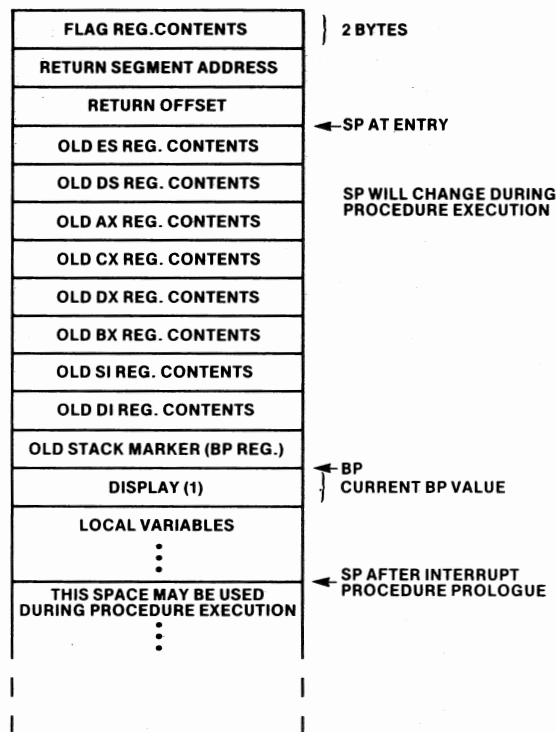 FLAG REG.CONTENTS
2 BYTES
RETURN SEGMENT ADDRESS
RETURN OFFSET
SP AT ENTRY
OLD ES REG. CONTENTS
OLD DS REG. CONTENTS
SP WILL CHANGE DURING
PROCEDURE EXECUTION
OLD AX REG. CONTENTS
OLD CX REG. CONTENTS
OLD DX REG. CONTENTS
OLD BX REG. CONTENTS
OLD SI REG. CONTENTS
OLD DI REG. CONTENTS
OLD STACK MARKER (BP REG.)
BP
CURRENT BP VALUE
DISPLAY (1)
LOCAL VARIABLES
SP AFTER INTERRUPT
PROCEDURE PROLOGUE
THIS SPACE MAY BE USED
DURING PROCEDURE EXECUTION